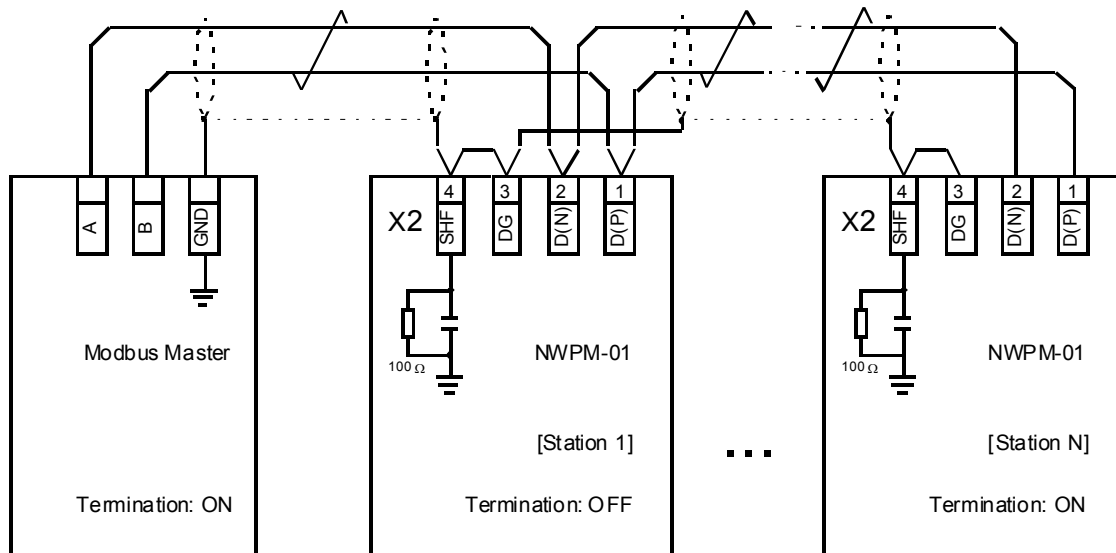 4 3 2 1 4 3 2 1
A B GND X2 SHF DG D(N) D(P) X2 SHF DG D(N) D(P)
Modbus Master NWPM-01 NWPM-01
100 Ω 100 Ω
[Station 1] ... [Station N]
Termination: ON Termination: OFF Termination: ON